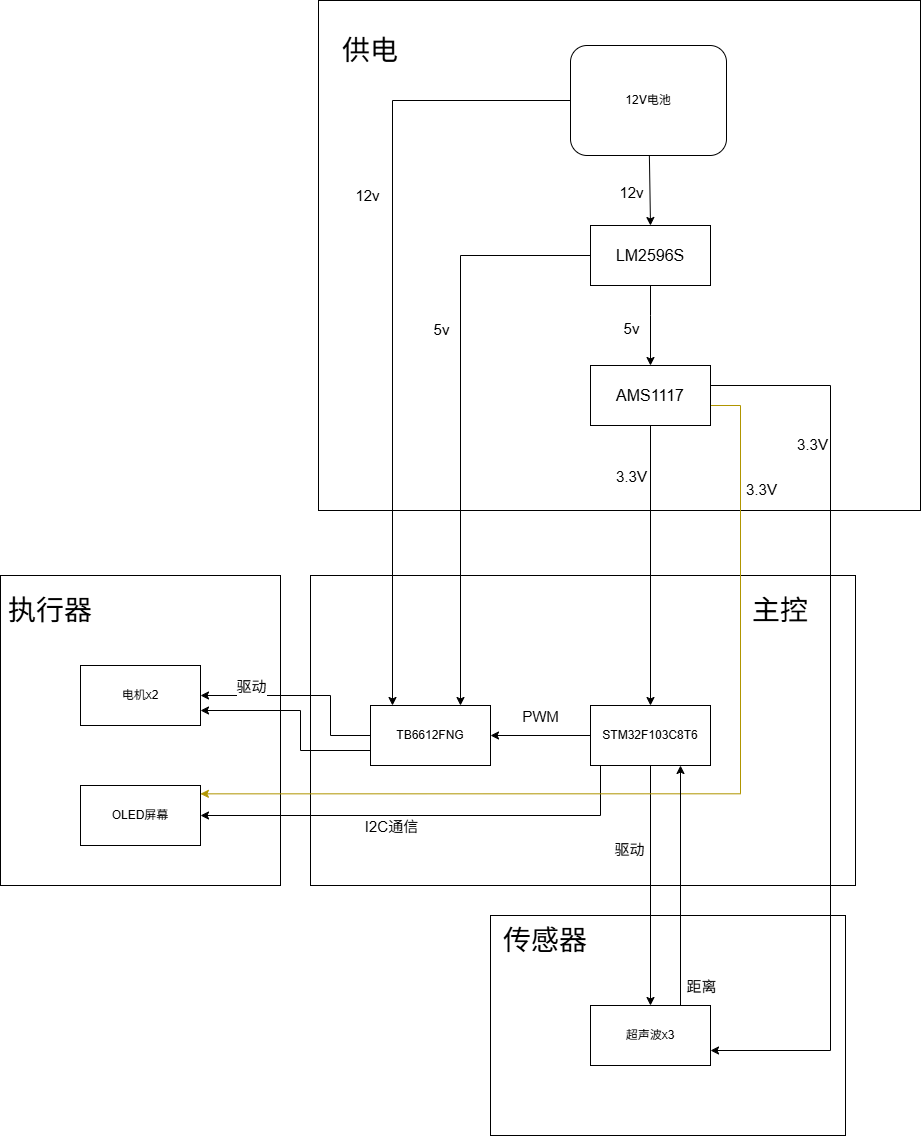 供电
12V电池
12v
12v
LM2596S
5v
5v
AMS1117
3.3V
3.3V
3.3V
执行器
主控
电机x2
驱动
TB6612FNG
PWM
STM32F103C8T6
OLED屏幕
I2C通信
驱动
传感器
距离
超声波x3